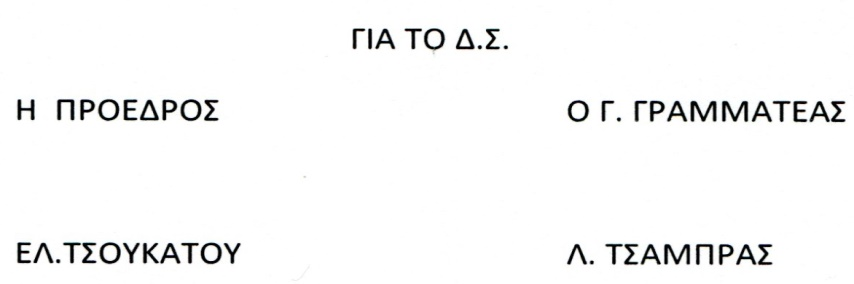 ΓΙΑ ΤΟ Δ.Σ.
Η ΠΡΟΕΔΡΟΣ Ο Γ. ΓΡΑΜΜΑΤΕΑΣ
ΕΛ.ΤΣΟΥΚΑΤΟΥ Λ. ΤΣΑΜΠΡΑΣ